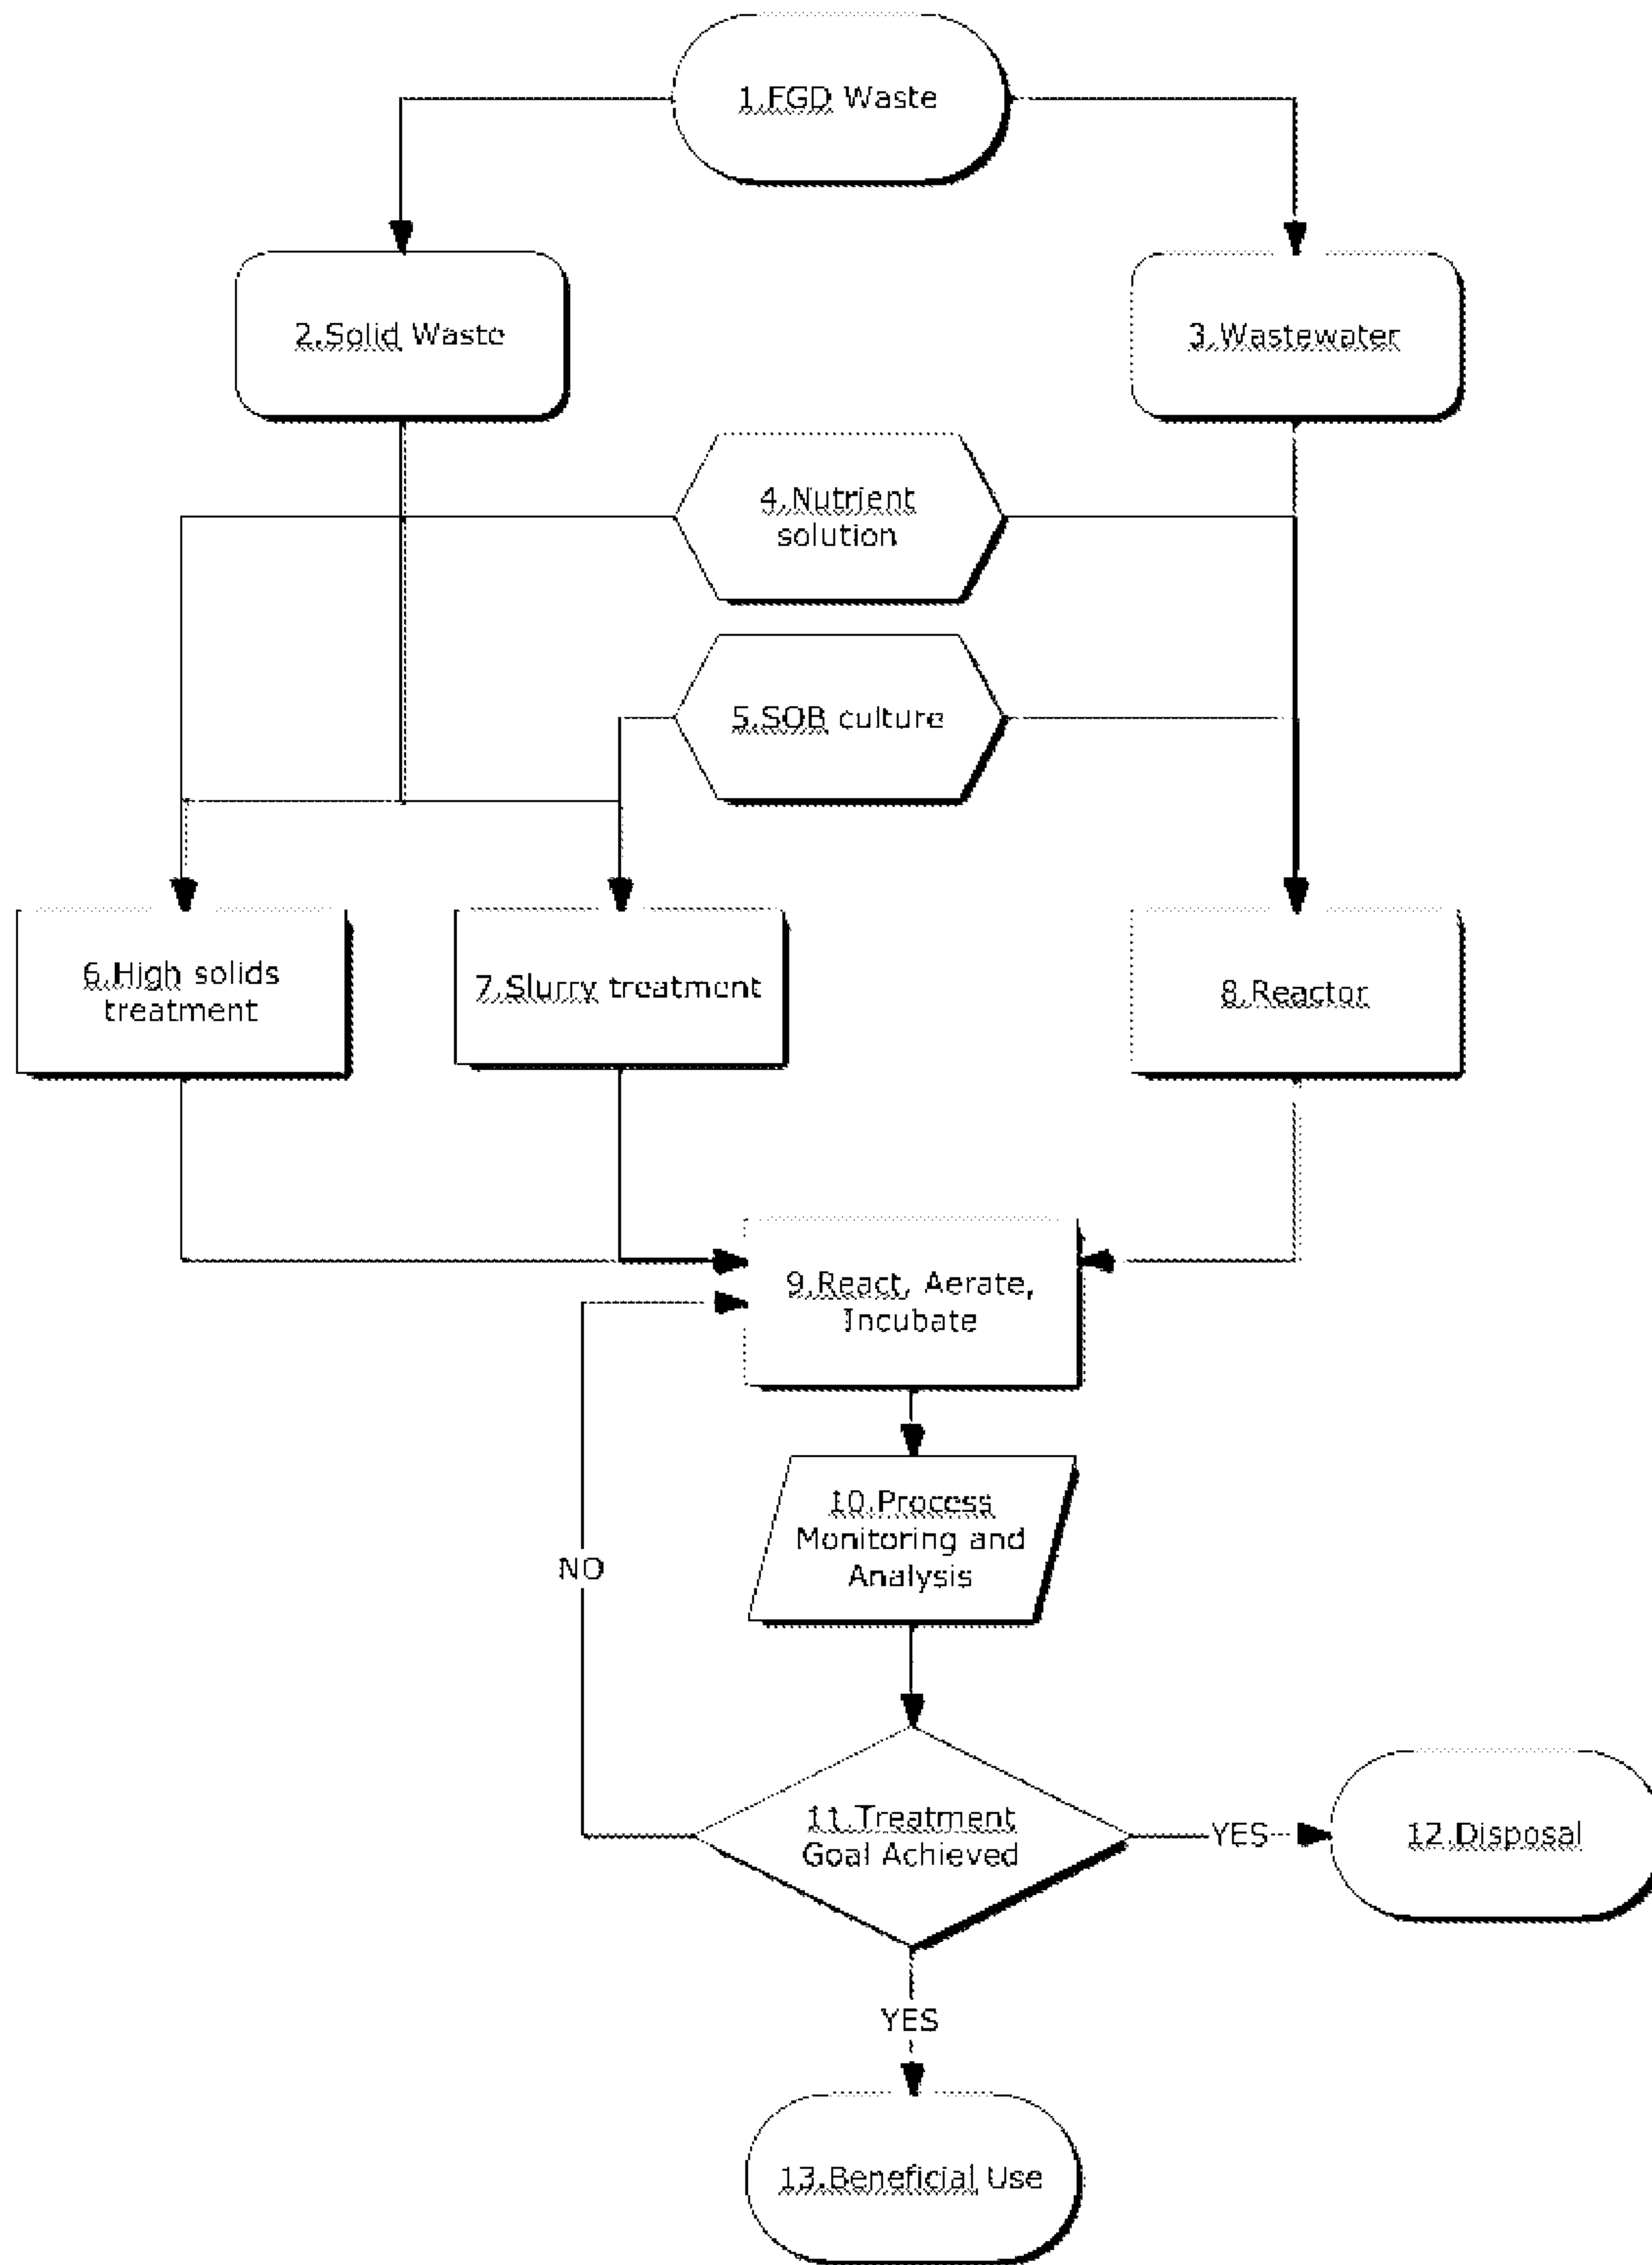 1.FGD Waste
2.Solid Waste
3.Wastewater
4.Nutrient
solution
5.SOB culture
6.High solids
treatment
7.Slurry treatment
8.Reactor
9.React, Aerate,
Incubate
10.Process
Monitoring and
Analysis
NO
11.Treatment
Goal Achieved
YES
12.Disposal
YES
13.Beneficial Use